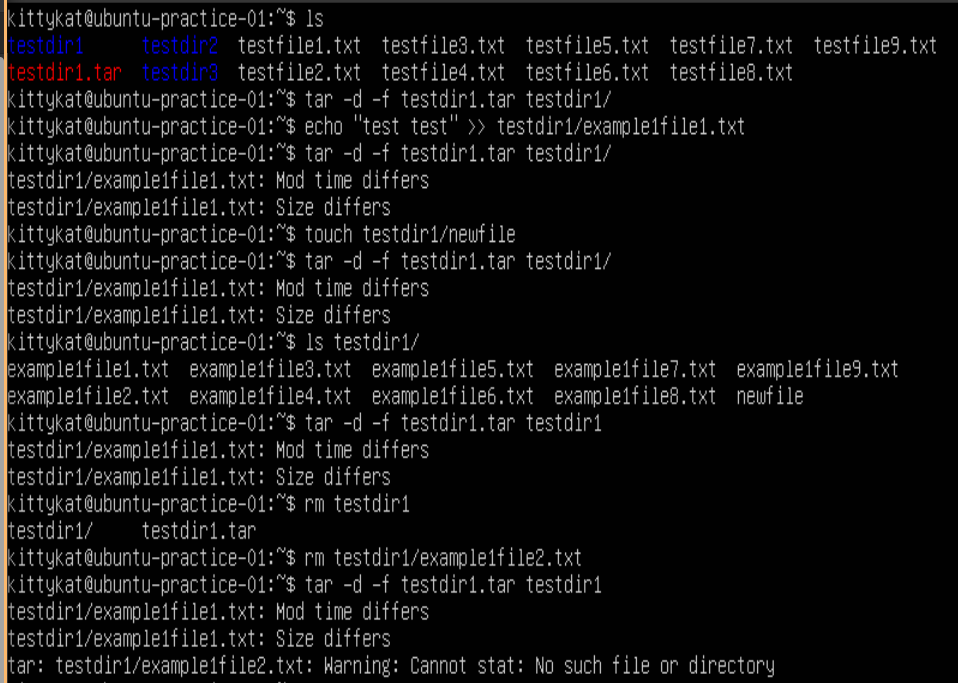 kittykat@ubuntu-practice-01:~$ ls
testdir1 testdir2 testfile1.txt testfile3.txt testfile5.txt testfile7.txt testfile9.txt
testdir1.tar testdir3 testfile2.txt testfile4.txt testfile6.txt testfile8.txt
kittykat@ubuntu-practice-01:~$ tar -d -f testdir1.tar testdir1/
kittykat@ubuntu-practice-01:~$ echo "test test" >> testdir1/example1file1.txt
kittykat@ubuntu-practice-01:~$ tar -d -f testdir1.tar testdir1/
testdir1/example1file1.txt: Mod time differs
testdir1/example1file1.txt: Size differs
kittykat@ubuntu-practice-01:~$ touch testdir1/newfile
kittykat@ubuntu-practice-01:~$ tar -d -f testdir1.tar testdir1/
testdir1/example1file1.txt: Mod time differs
testdir1/example1file1.txt: Size differs
kittykat@ubuntu-practice-01:~$ ls testdir1/
example1file1.txt example1file3.txt example1file5.txt example1file7.txt example1file9.txt
example1file2.txt example1file4.txt example1file6.txt example1file8.txt newfile
kittykat@ubuntu-practice-01:~$ tar -d -f testdir1.tar testdir1
testdir1/example1file1.txt: Mod time differs
testdir1/example1file1.txt: Size differs
kittykat@ubuntu-practice-01:~$ rm testdir1
testdir1/ testdir1.tar
kittykat@ubuntu-practice-01:~$ rm testdir1/example1file2.txt
kittykat@ubuntu-practice-01:~$ tar -d -f testdir1.tar testdir1
testdir1/example1file1.txt: Mod time differs
testdir1/example1file1.txt: Size differs
tar: testdir1/example1file2.txt: Warning: Cannot stat: No such file or directory